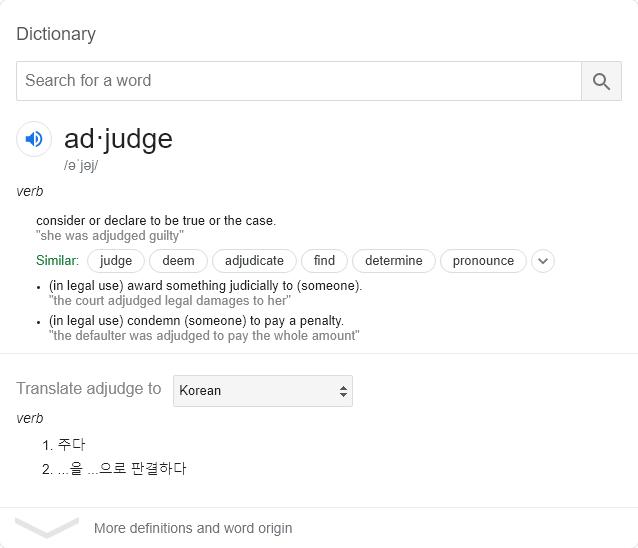 Dictionary
Search for a word
ad·judge
/əˈjəj/
verb
consider or declare to be true or the case.
"she was adjudged guilty"
Similar: judge deem adjudicate find determine pronounce
• (in legal use) award something judicially to (someone).
"the court adjudged legal damages to her"
• (in legal use) condemn (someone) to pay a penalty.
"the defaulter was adjudged to pay the whole amount"
Translate adjudge to Korean
verb
1. 주다
2. ...을 ...으로 판결하다
More definitions and word origin